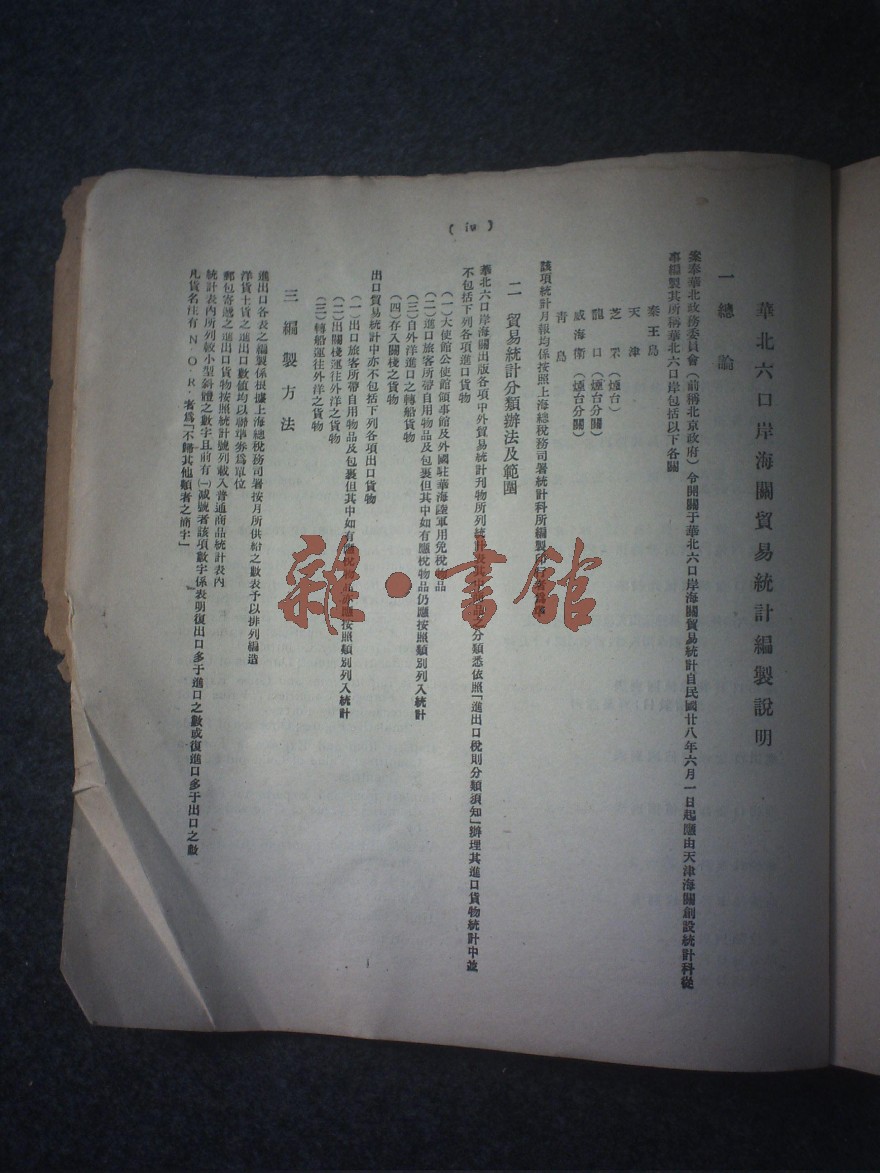 ( iv )
華北六口岸海關貿易統計編製說明
一 總論
案奉華北政務委員會(前稱北京政府)令開關于華北六口岸海關貿易統計自民國廿八年六月一日起應由天津海關創設統計科從
事編製其所稱華北六口岸包括以下各關
秦王島
天津
芝罘(煙台)
龍口(煙台分關)
威海衛(煙台分關)
青島
該項統計月報均係按照上海總稅務司署統計科所編製印行者
二 貿易統計分類辦法及範圍
華北六口岸海關出版各項中外貿易統計刊物所列統計表其中
之分類悉依照「進出口稅則分類須知」辦理其進口貨物統計中並
不包括下列各項進口貨物
(一)大使館公使館領事館及外國駐華海陸軍用免稅物品
(二)進口旅客所帶自用物品及包裹但其中如有應稅物品仍應按照類別列入統計
(三)自外洋進口之轉船貨物
(四)存入關棧之貨物
出口貿易統計中亦不包括下列各項出口貨物
(一)出口旅客所帶自用物品及包裹但其中如有應稅物品亦應按照類別列入統計
(二)出關棧運往外洋之貨物
(三)轉船運往外洋之貨物
三 編製方法
進出口各表之編製係根據上海總稅務司署按月所供給之數表予以排列編造
洋貨土貨之進出口數值均以聯準券爲單位
郵包寄遞之進出口貨物按照統計號列載入普通商品統計表內
統計表內所列較小型斜體之數字且前有(一)減號者該項數字係表明復出口多于進口之數或復進口多于出口之數
凡貨名注有N.O.R.者爲「不歸其他類者之簡字」
雜·書館